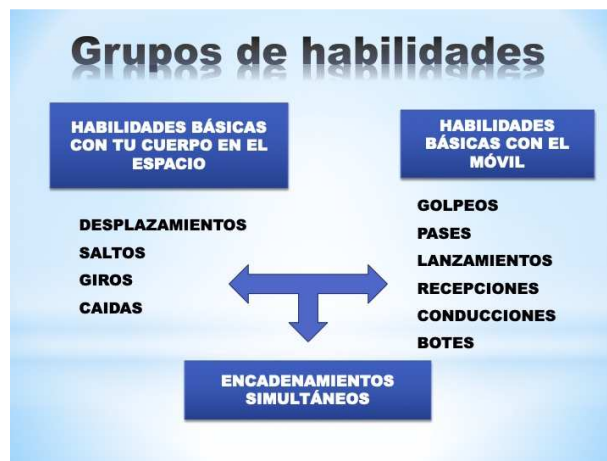 Grupos de habilidades
HABILIDADES BÁSICAS
CON TU CUERPO EN EL
ESPACIO
DESPLAZAMIENTOS
SALTOS
GIROS
CAIDAS
HABILIDADES
BÁSICAS CON EL
MÓVIL
GOLPEOS
PASES
LANZAMIENTOS
RECEPCIONES
CONDUCCIONES
BOTES
ENCADENAMIENTOS
SIMULTÁNEOS